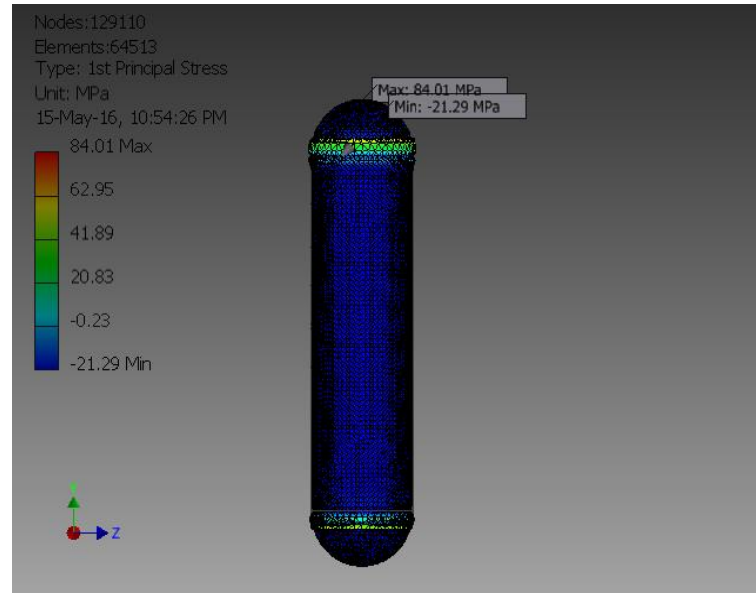 Nodes:129110
Elements:64513
Type: 1st Principal Stress
Unit: MPa
15-May-16, 10:54:26 PM
84.01 Max
62.95
41.89
20.83
-0.23
-21.29 Min
Max: 84.01 MPa
Min: -21.29 MPa
Y
Z